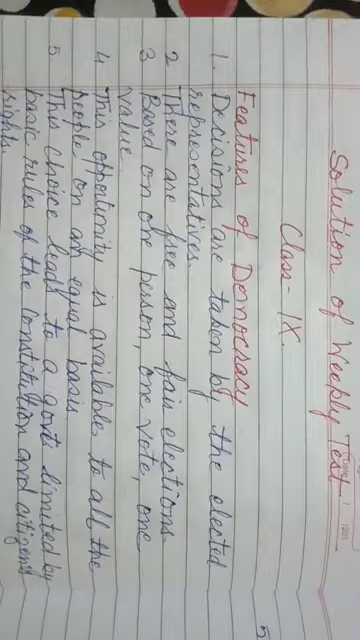 Solution of Weeply Test
Class- IX.
Features of Democracy
1. Decisions are taken by the elected
representatives.
2 There are free and fair elections
3 Based on one person, one vote, one
value.
4 This opportunity is available to all the
people on an equal basis
5 This choice leads to a govt limited by
basic rules of the constitution and citizens
rights.